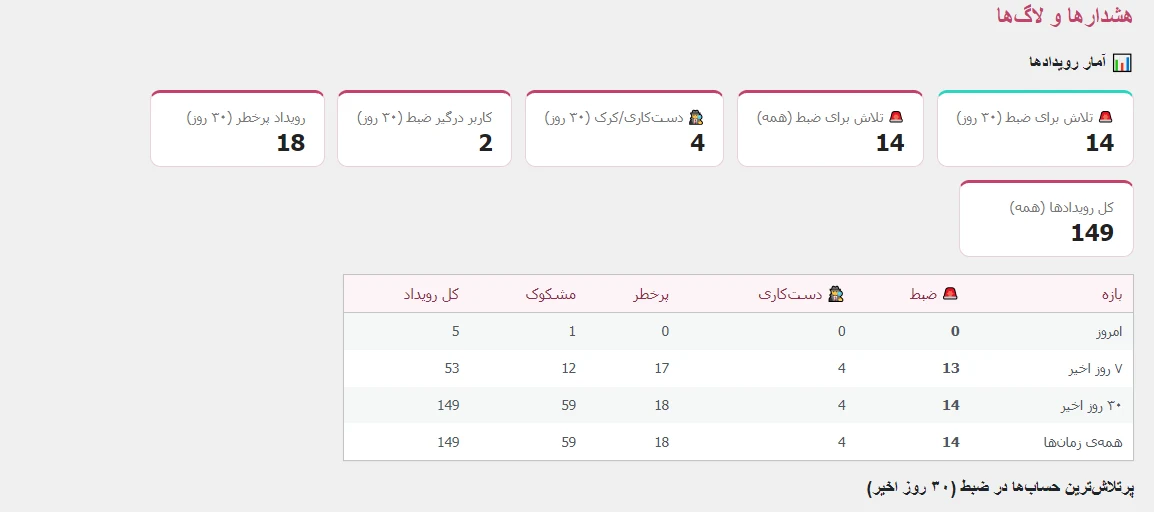 هشدارها و لاگ‌ها
📊 آمار رویدادها
🚨 تلاش برای ضبط (۳۰ روز)
14
🚨 تلاش برای ضبط (همه)
14
🕵️ دست‌کاری/کرک (۳۰ روز)
4
کاربر درگیر ضبط (۳۰ روز)
2
رویداد پرخطر (۳۰ روز)
18
کل رویدادها (همه)
149
بازه 🚨 ضبط 🕵️ دست‌کاری پرخطر مشکوک کل رویداد
امروز 0 0 0 1 5
۷ روز اخیر 13 4 17 12 53
۳۰ روز اخیر 14 4 18 59 149
همه‌ی زمان‌ها 14 4 18 59 149
پرتلاش‌ترین حساب‌ها در ضبط (۳۰ روز اخیر)